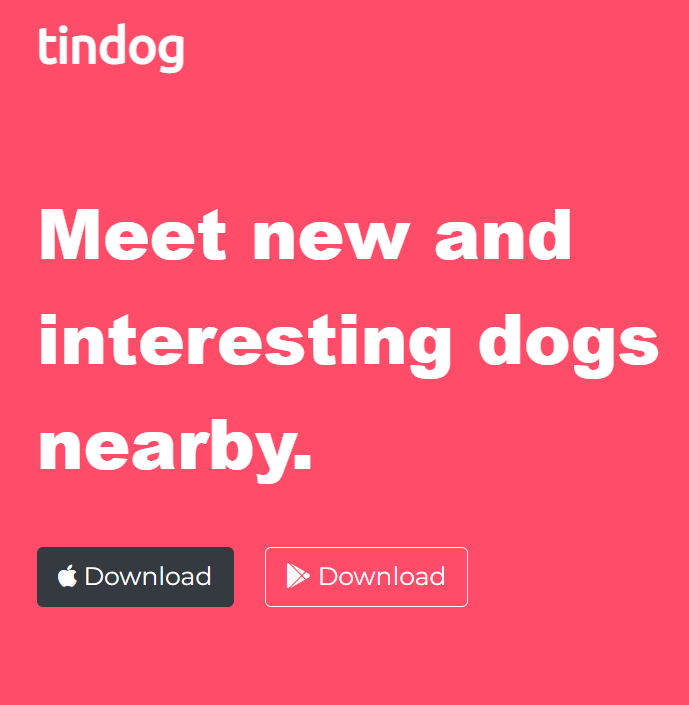 tindog
Meet new and
interesting dogs
nearby.
Download
Download